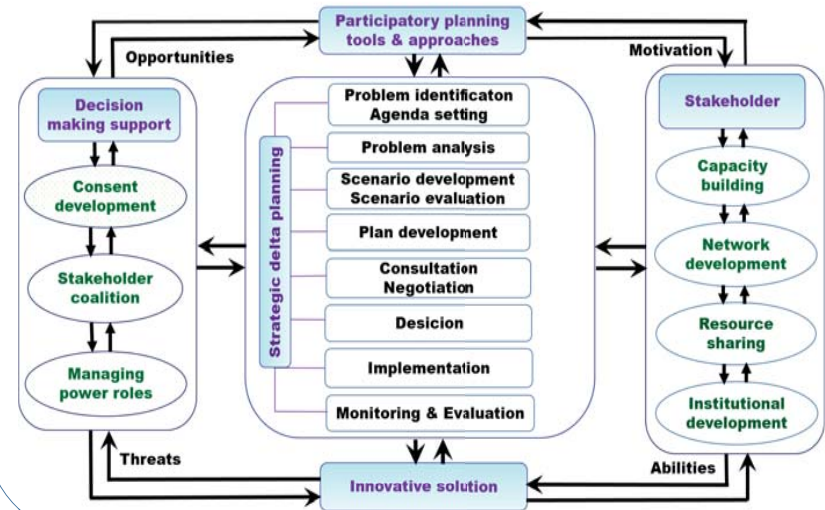 Participatory planning
tools & approaches
Opportunities
Motivation
Decision
making support
Consent
development
Stakeholder
coalition
Managing
power roles
Strategic delta planning
Problem identificaton
Agenda setting
Problem analysis
Scenario development
Scenario evaluation
Plan development
Consultation
Negotiation
Desicion
Implementation
Monitoring & Evaluation
Stakeholder
Capacity
building
Network
development
Resource
sharing
Institutional
development
Threats
Abilities
Innovative solution